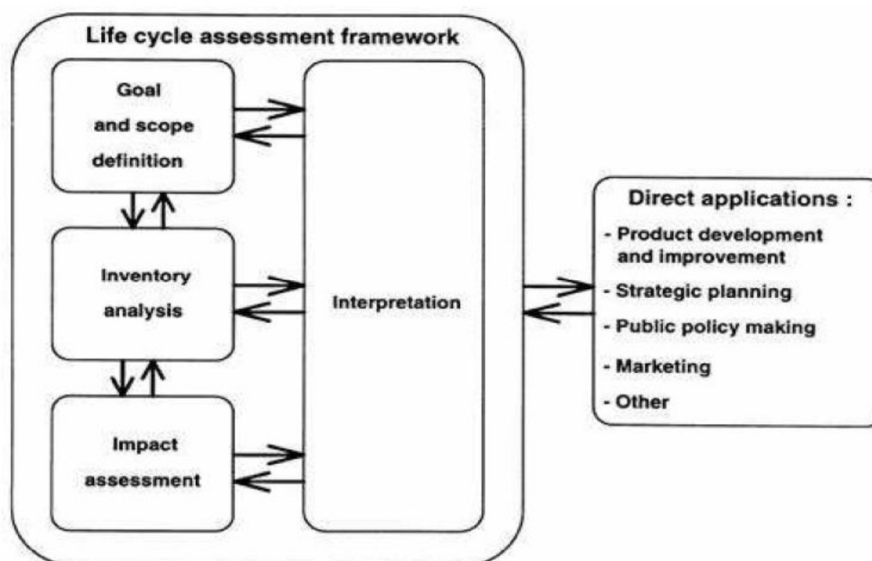 Life cycle assessment framework
Goal
and scope
definition
Inventory
analysis
Impact
assessment
Interpretation
Direct applications :
- Product development
and improvement
- Strategic planning
- Public policy making
- Marketing
- Other